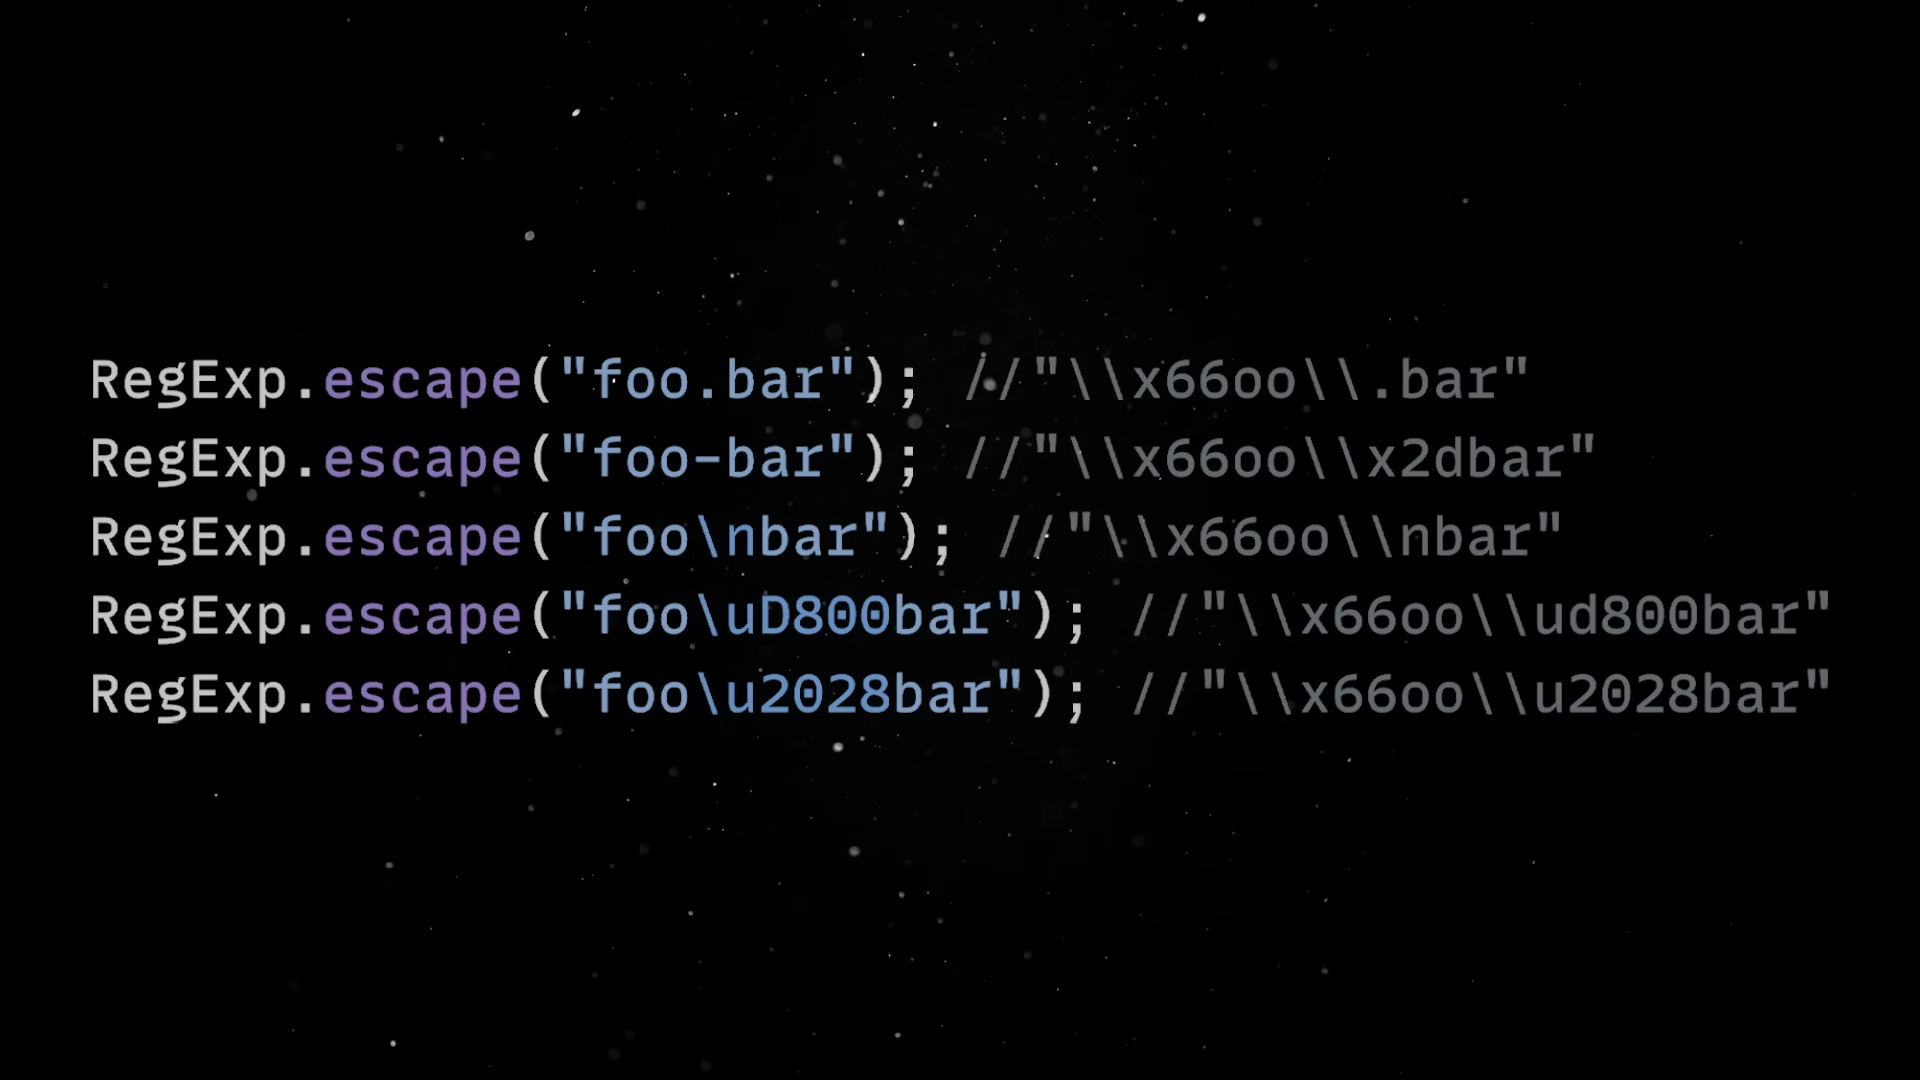 RegExp.escape("foo.bar"); //"\\x66oo\\.bar"
RegExp.escape("foo-bar"); //"\\x66oo\\x2dbar"
RegExp.escape("foo\nbar"); //"\\x66oo\\nbar"
RegExp.escape("foo\uD800bar"); //"\\x66oo\\ud800bar"
RegExp.escape("foo\u2028bar"); //"\\x66oo\\u2028bar"